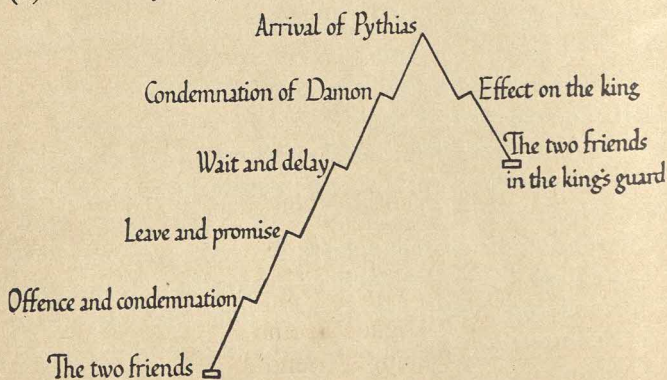 Arrival of Pythias
Condemnation of Damon
Effect on the king
Wait and delay
The two friends
in the king's guard
Leave and promise
Offence and condemnation
The two friends